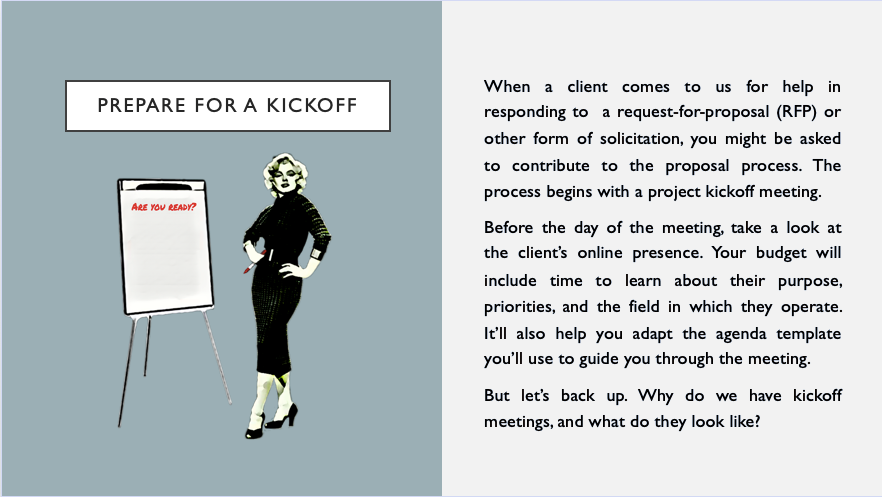 PREPARE FOR A KICKOFF
ARE YOU READY?
When a client comes to us for help in
responding to a request-for-proposal (RFP) or
other form of solicitation, you might be asked
to contribute to the proposal process. The
process begins with a project kickoff meeting.
Before the day of the meeting, take a look at
the client's online presence. Your budget will
include time to learn about their purpose,
priorities, and the field in which they operate.
It'll also help you adapt the agenda template
you'll use to guide you through the meeting.
But let's back up. Why do we have kickoff
meetings, and what do they look like?